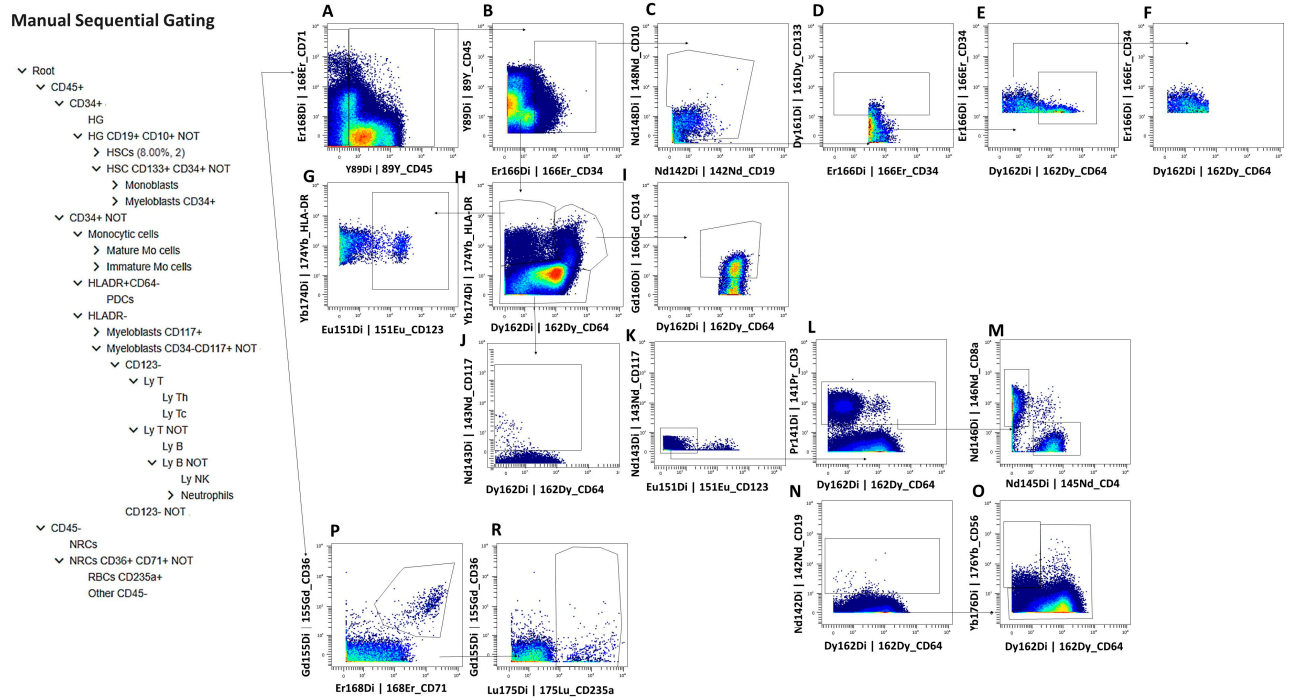 Manual Sequential Gating
Root
CD45+
CD34+
HG
HG CD19+ CD10+ NOT
HSCs (8.00%, 2)
HSC CD133+ CD34+ NOT
Monoblasts
Myeloblasts CD34+
CD34+ NOT
Monocytic cells
Mature Mo cells
Immature Mo cells
HLADR+CD64-
PDCs
HLADR-
Myeloblasts CD117+
Myeloblasts CD34-CD117+ NOT
CD123-
Ly T
Ly Th
Ly Tc
Ly T NOT
Ly B
Ly B NOT
Ly NK
Neutrophils
CD123- NOT
CD45-
NRCs
NRCs CD36+ CD71+ NOT
RBCs CD235a+
Other CD45-
A
Er168Di | 168Er_CD71
Y89Di | 89Y_CD45
B
Y89Di | 89Y_CD45
Er166Di | 166Er_CD34
C
Nd148Di | 148Nd_CD10
Nd142Di | 142Nd_CD19
D
Dy161Di | 161Dy_CD133
Er166Di | 166Er_CD34
E
Er166Di | 166Er_CD34
Dy162Di | 162Dy_CD64
F
Er166Di | 166Er_CD34
Dy162Di | 162Dy_CD64
G
Yb174Di | 174Yb_HLA-DR
Eu151Di | 151Eu_CD123
H
Yb174Di | 174Yb_HLA-DR
Dy162Di | 162Dy_CD64
I
Gd160Di | 160Gd_CD14
Dy162Di | 162Dy_CD64
J
Nd143Di | 143Nd_CD117
Dy162Di | 162Dy_CD64
K
Nd143Di | 143Nd_CD117
Eu151Di | 151Eu_CD123
L
Pr141Di | 141Pr_CD3
Dy162Di | 162Dy_CD64
M
Nd146Di | 146Nd_CD8a
Nd145Di | 145Nd_CD4
N
Nd142Di | 142Nd_CD19
Dy162Di | 162Dy_CD64
O
Yb176Di | 176Yb_CD56
Dy162Di | 162Dy_CD64
P
Gd155Di | 155Gd_CD36
Er168Di | 168Er_CD71
R
Gd155Di | 155Gd_CD36
Lu175Di | 175Lu_CD235a